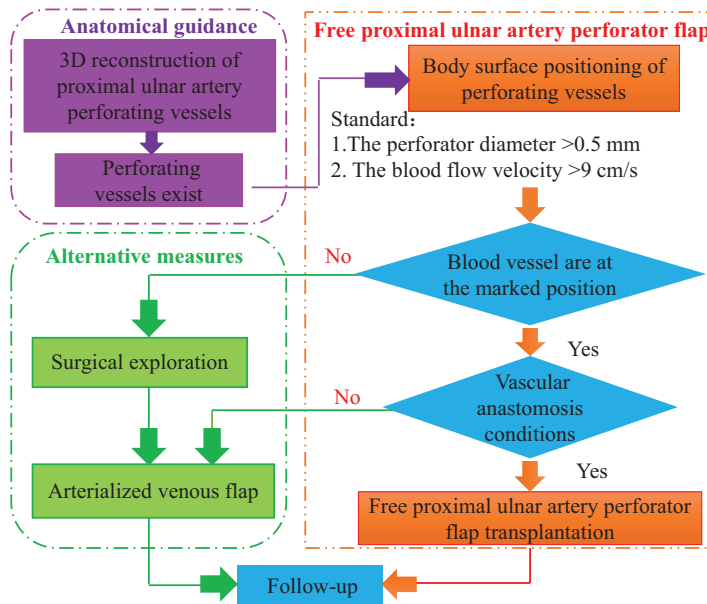 Anatomical guidance
3D reconstruction of
proximal ulnar artery
perforating vessels
Perforating
vessels exist
Free proximal ulnar artery perforator flap
Body surface positioning of
perforating vessels
Standard：
1.The perforator diameter >0.5 mm
2. The blood flow velocity >9 cm/s
Blood vessel are at
the marked position
No
Yes
Alternative measures
Surgical exploration
Vascular
anastomosis
conditions
No
Yes
Arterialized venous flap
Free proximal ulnar artery perforator
flap transplantation
Follow-up